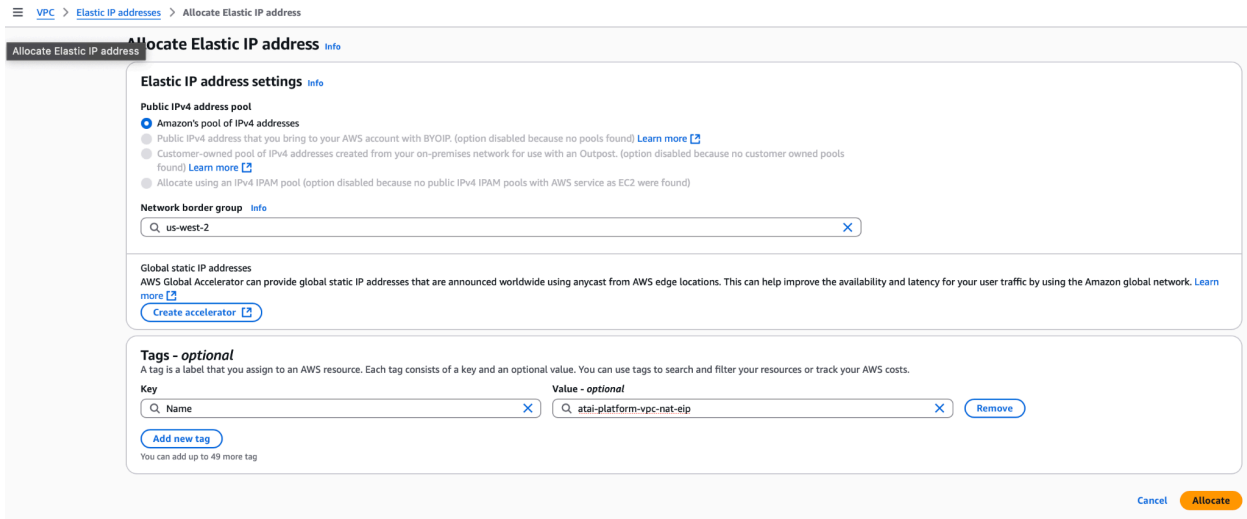 VPC > Elastic IP addresses > Allocate Elastic IP address
Allocate Elastic IP address
Allocate Elastic IP address Info
Elastic IP address settings Info
Public IPv4 address pool
Amazon's pool of IPv4 addresses
Public IPv4 address that you bring to your AWS account with BYOIP. (option disabled because no pools found) Learn more
Customer-owned pool of IPv4 addresses created from your on-premises network for use with an Outpost. (option disabled because no customer owned pools
found) Learn more
Allocate using an IPv4 IPAM pool (option disabled because no public IPv4 IPAM pools with AWS service as EC2 were found)
Network border group Info
us-west-2
Global static IP addresses
AWS Global Accelerator can provide global static IP addresses that are announced worldwide using anycast from AWS edge locations. This can help improve the availability and latency for your user traffic by using the Amazon global network. Learn
more
Create accelerator
Tags - optional
A tag is a label that you assign to an AWS resource. Each tag consists of a key and an optional value. You can use tags to search and filter your resources or track your AWS costs.
Key Value - optional
Name atai-platform-vpc-nat-eip Remove
Add new tag
You can add up to 49 more tag
Cancel Allocate